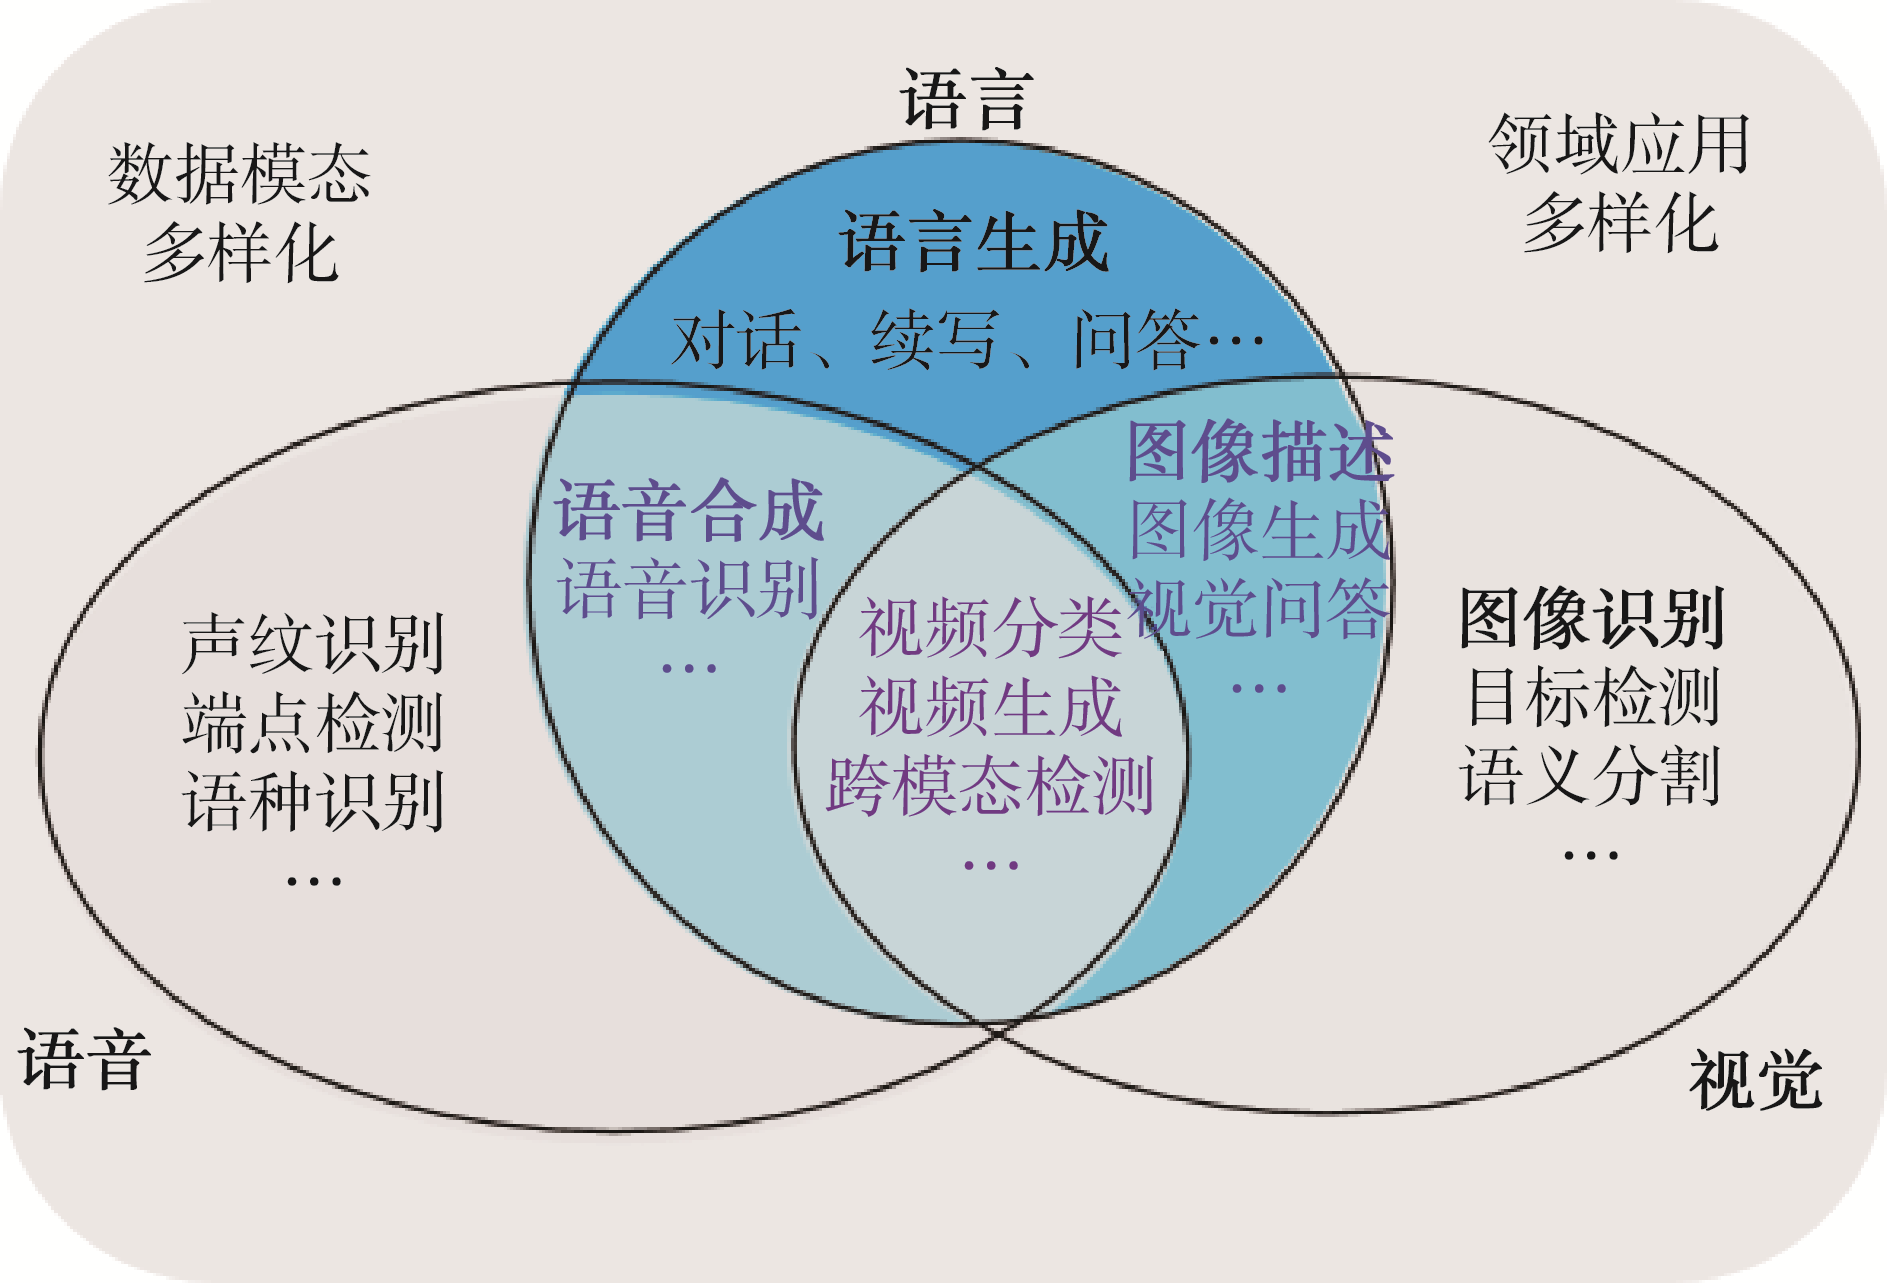 语言
数据模态
多样化
领域应用
多样化
语言生成
对话、续写、问答…
语音合成
语音识别
…
图像描述
图像生成
视觉问答
…
声纹识别
端点检测
语种识别
…
视频分类
视频生成
跨模态检测
…
图像识别
目标检测
语义分割
…
语音
视觉